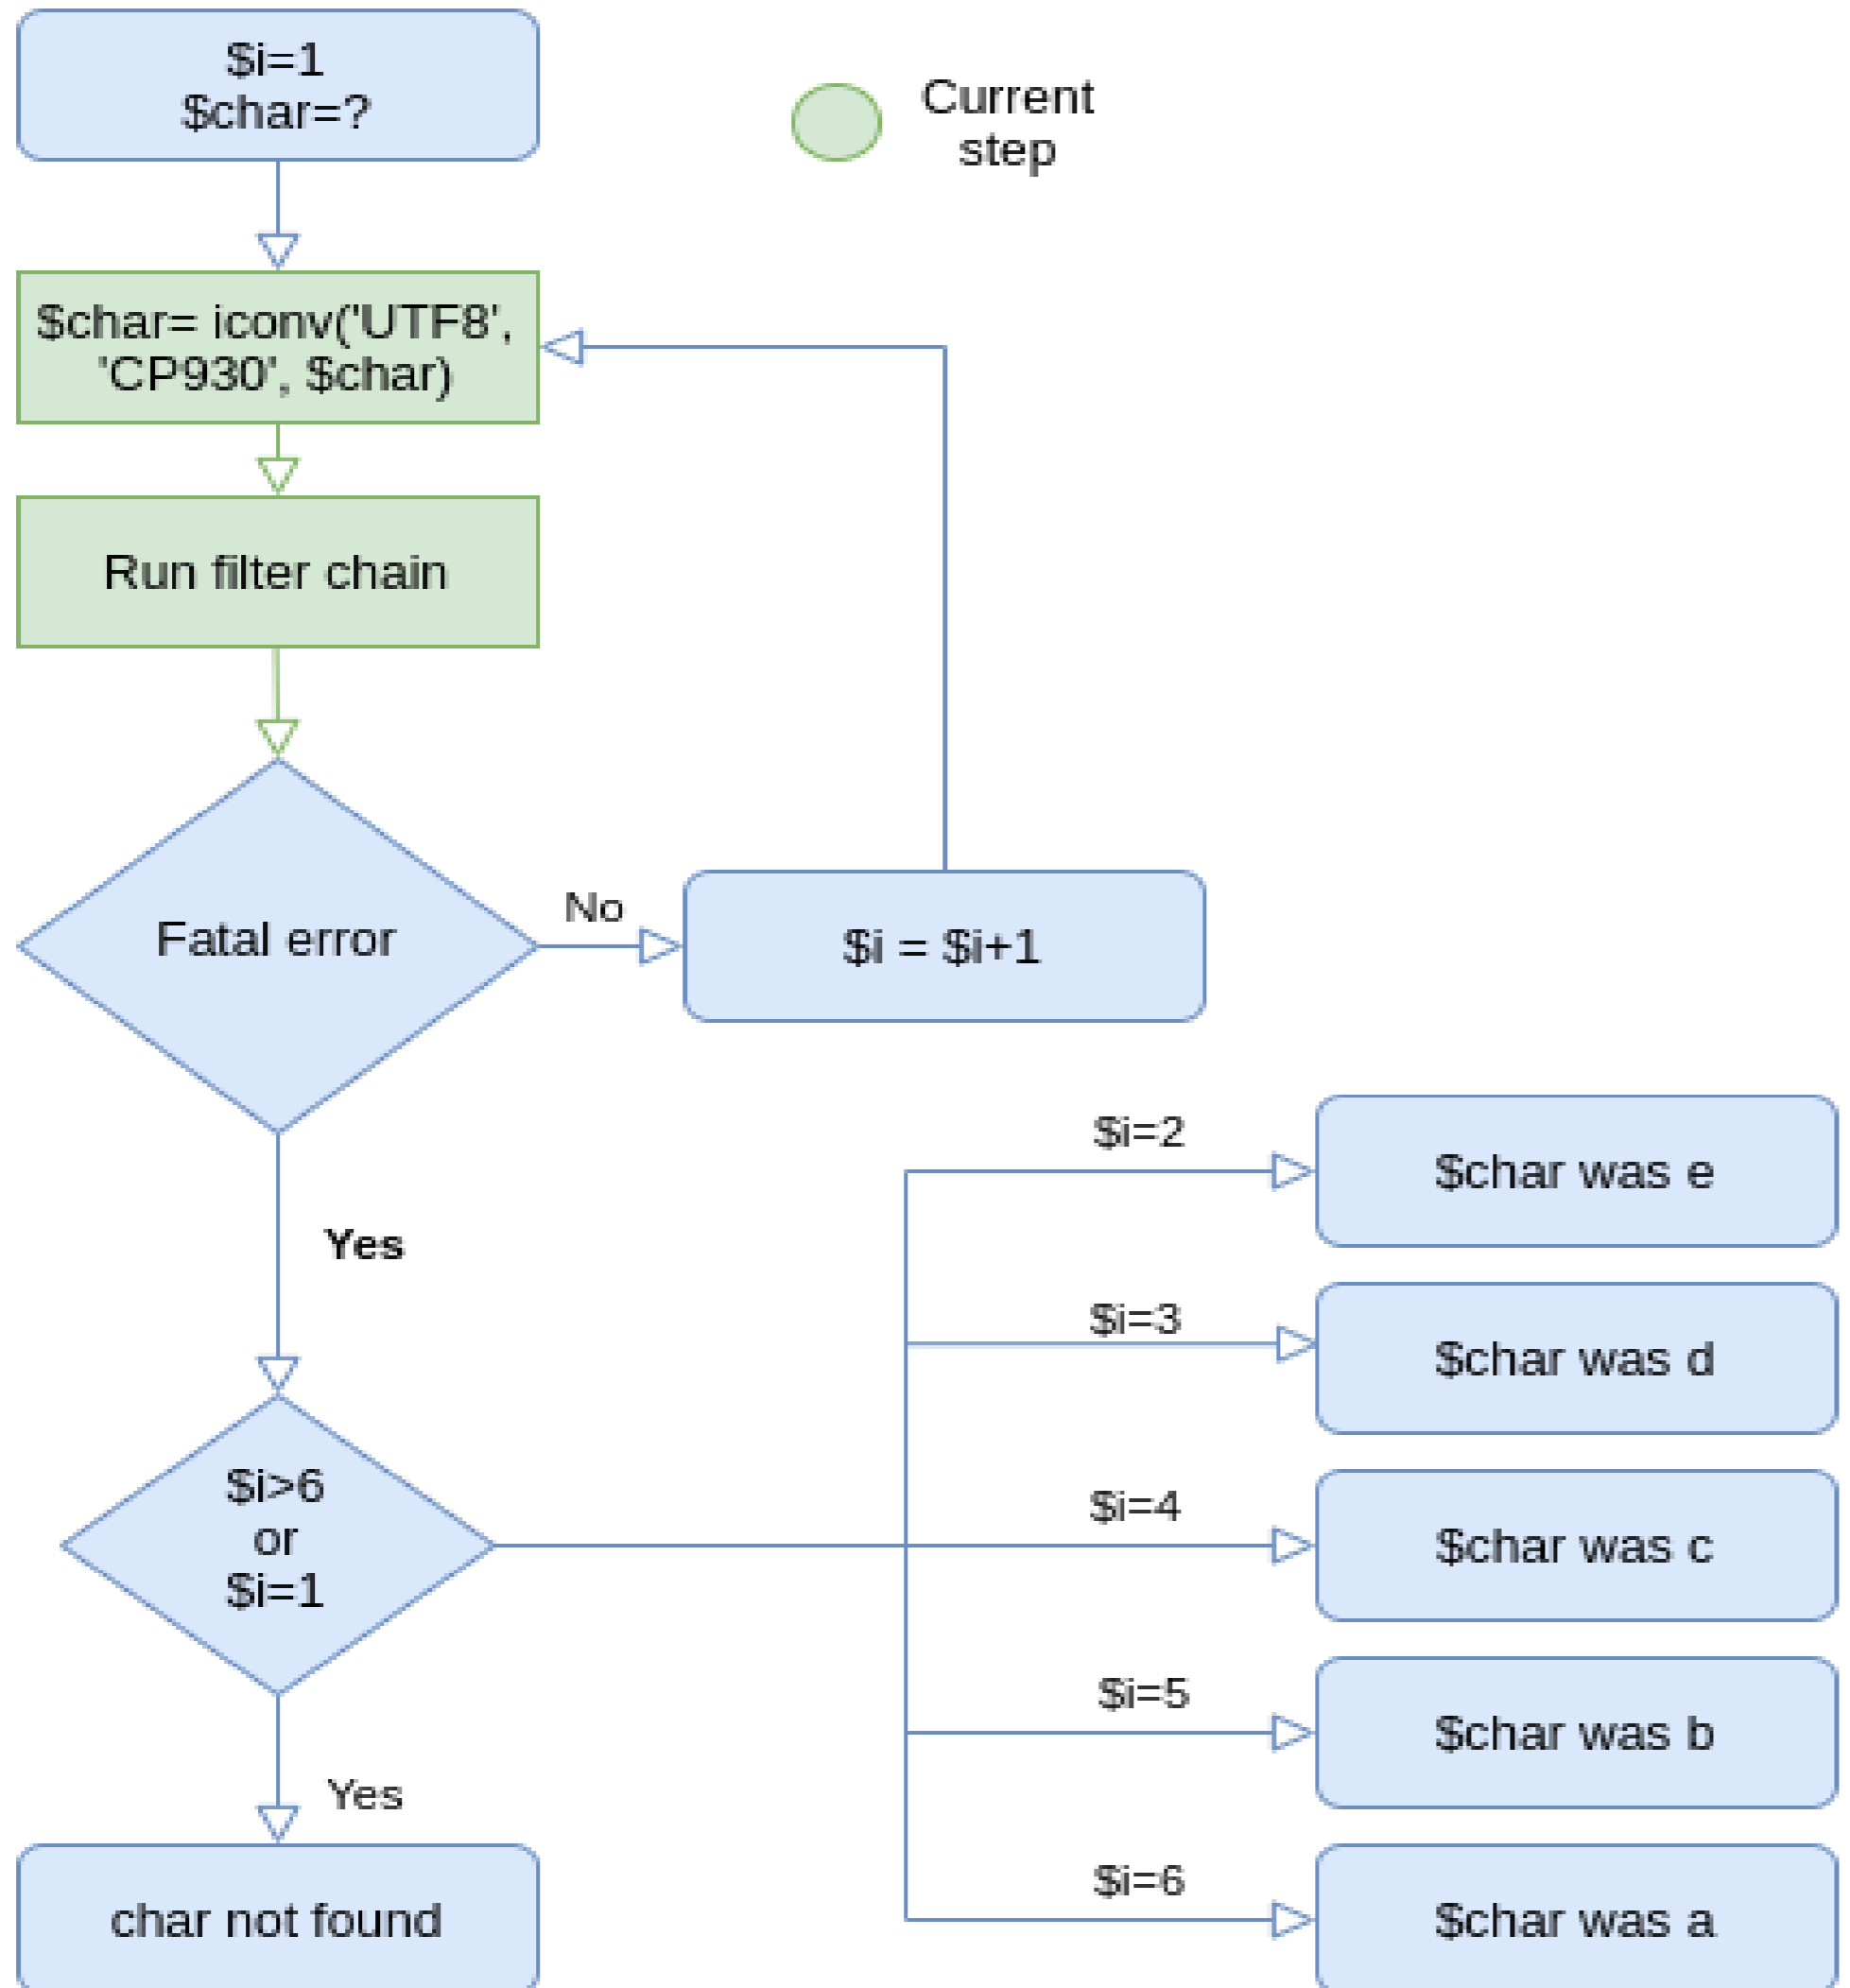 $i=1
$char=?
Current
step
$char= iconv('UTF8',
'CP930', $char)
Run filter chain
Fatal error
No
$i = $i+1
Yes
$i=2
$char was e
$i=3
$char was d
$i>6
or
$i=1
$i=4
$char was c
$i=5
$char was b
Yes
$i=6
char not found
$char was a